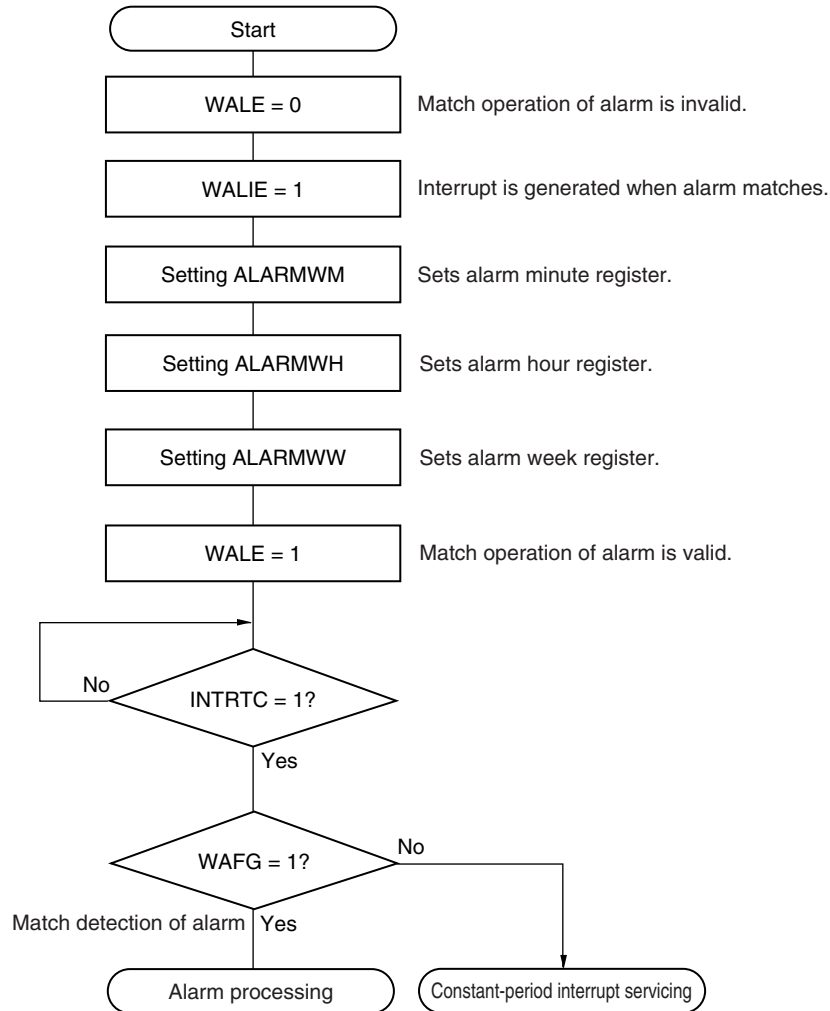 Start
WALE = 0
Match operation of alarm is invalid.
WALIE = 1
Interrupt is generated when alarm matches.
Setting ALARMWM
Sets alarm minute register.
Setting ALARMWH
Sets alarm hour register.
Setting ALARMWW
Sets alarm week register.
WALE = 1
Match operation of alarm is valid.
No
INTRTC = 1?
Yes
WAFG = 1?
No
Match detection of alarm
Yes
Alarm processing
Constant-period interrupt servicing